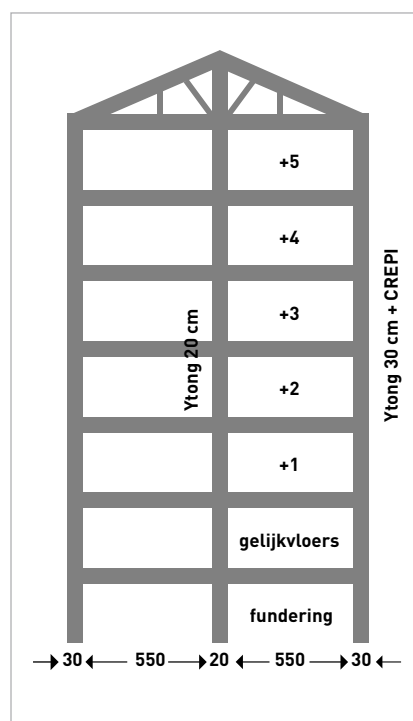 +5
+4
+3
Ytong 20 cm
Ytong 30 cm + CREPI
+2
+1
gelijkvloers
fundering
30 550 20 550 30